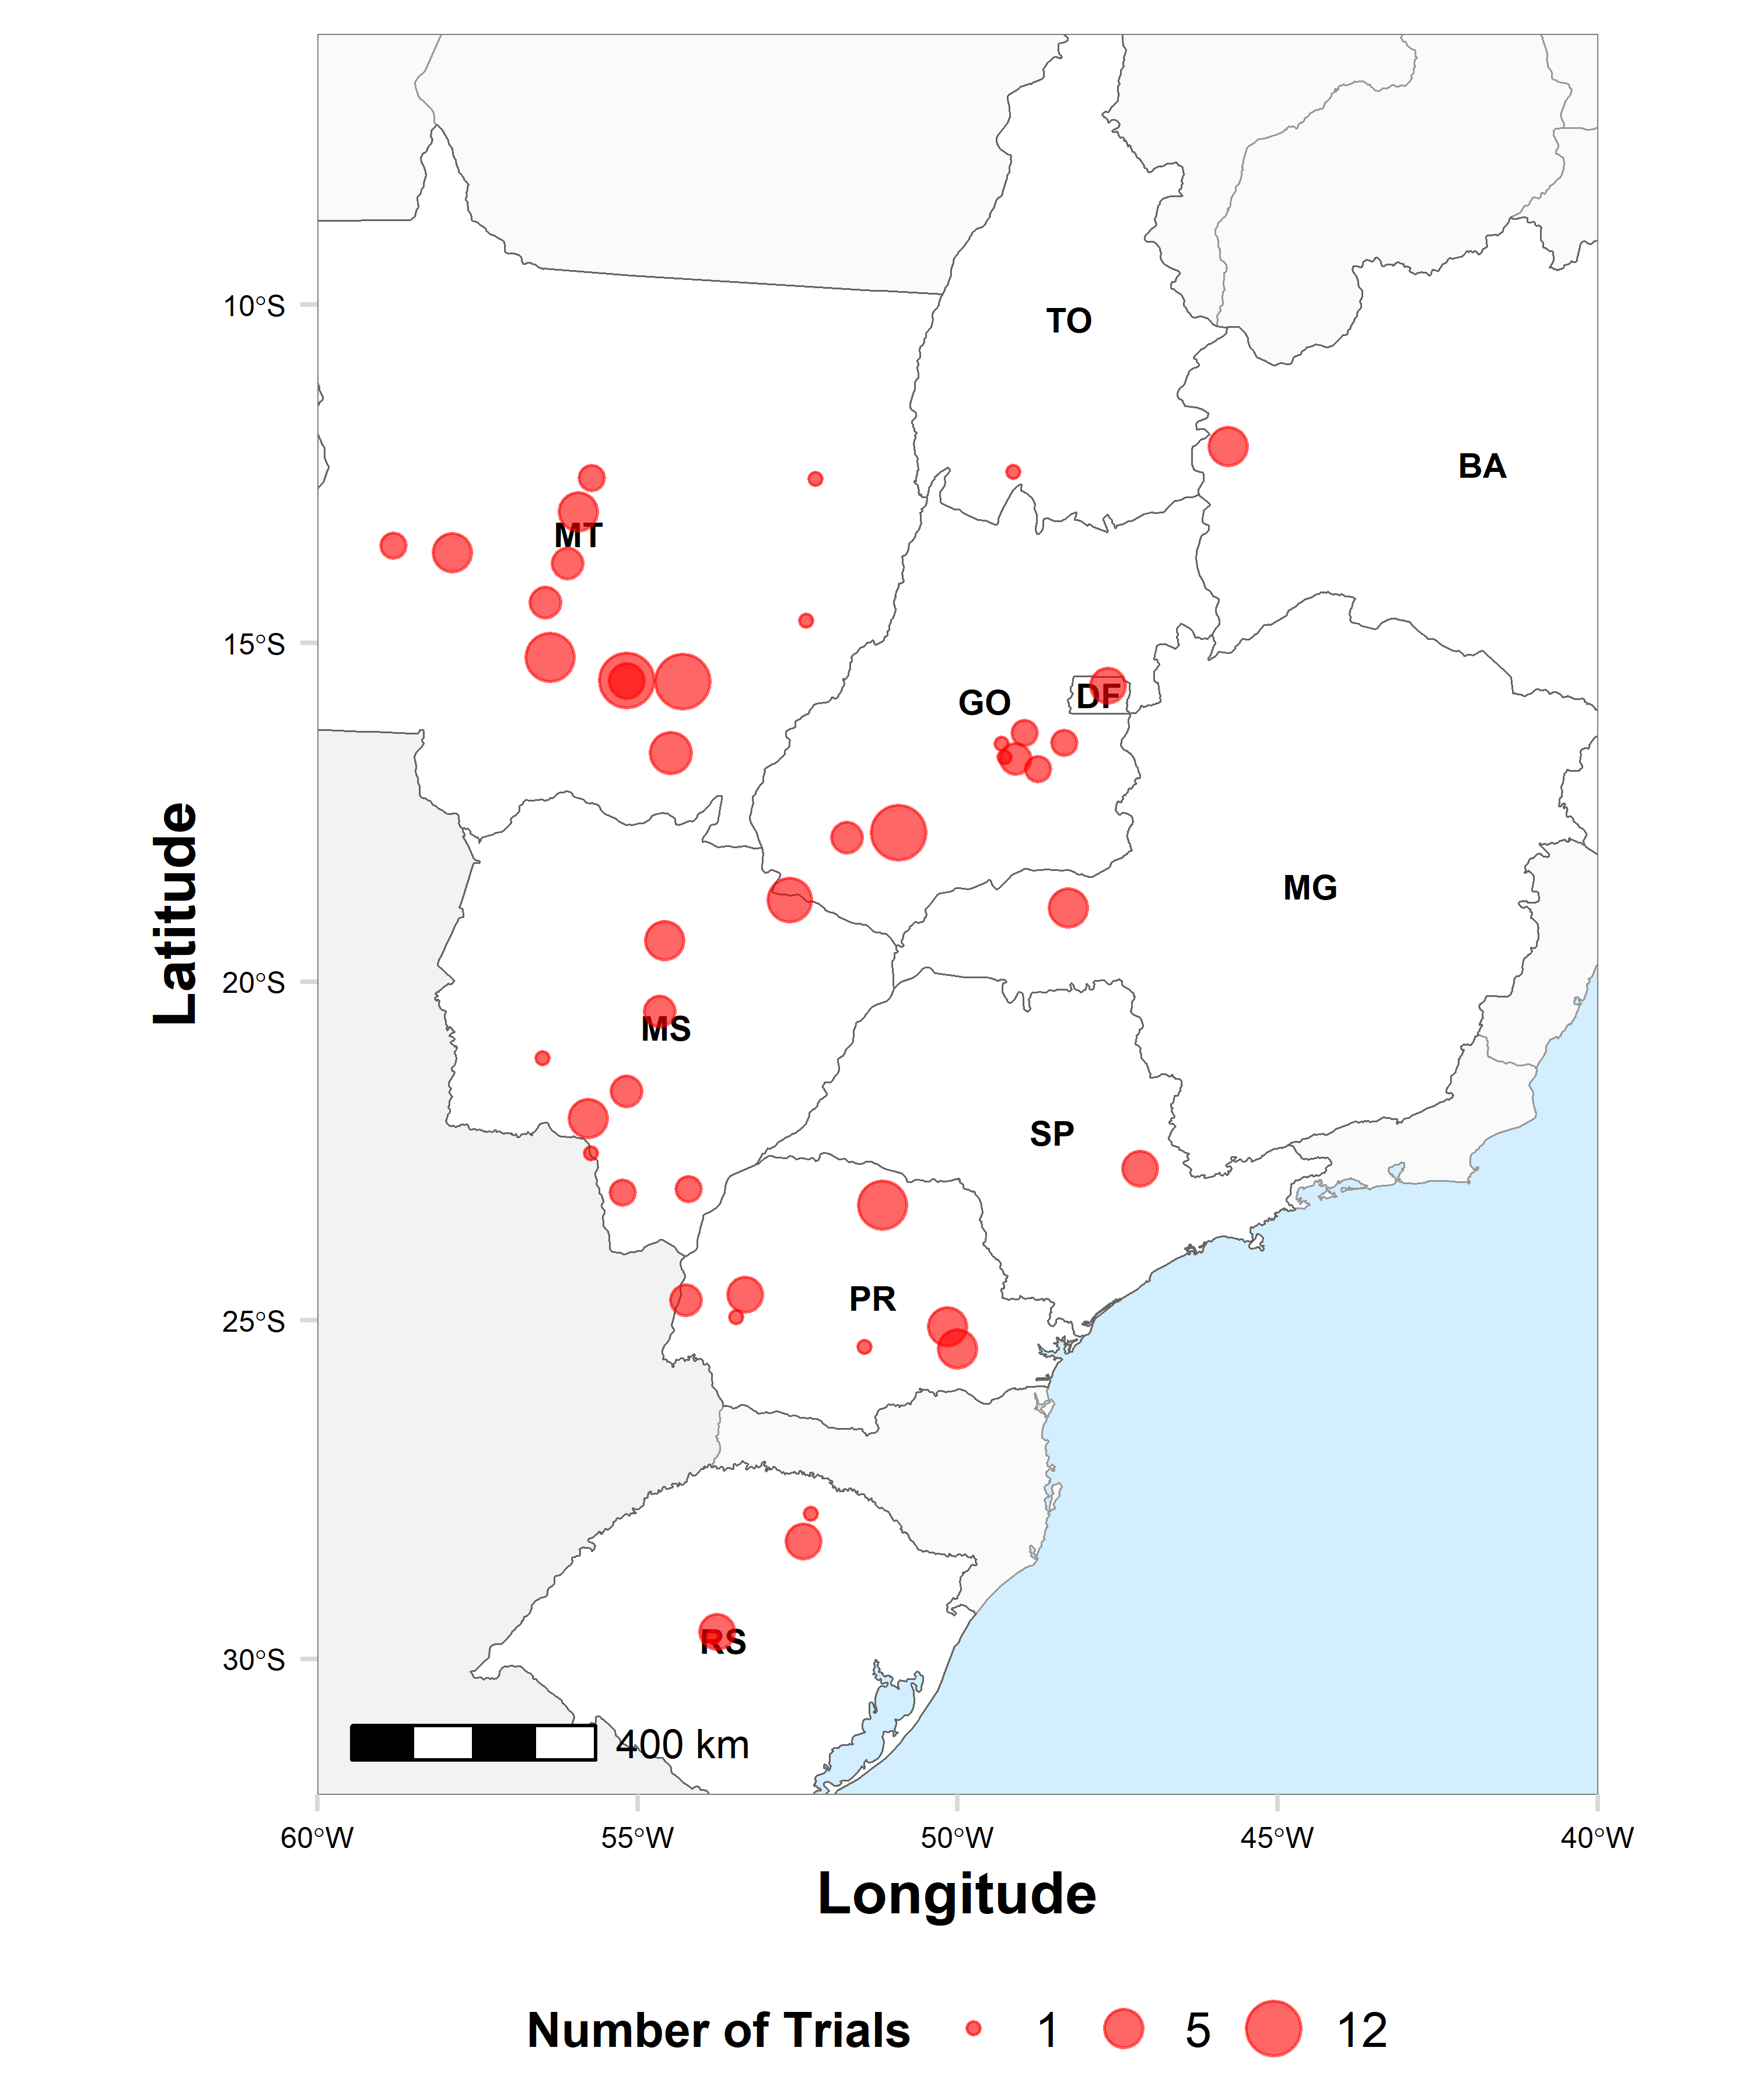 10°S
TO
BA
MT
15°S
GO
DF
MG
Latitude
20°S
MS
SP
25°S
PR
30°S
RS
400 km
60°W 55°W 50°W 45°W 40°W
Longitude
Number of Trials 1 5 12